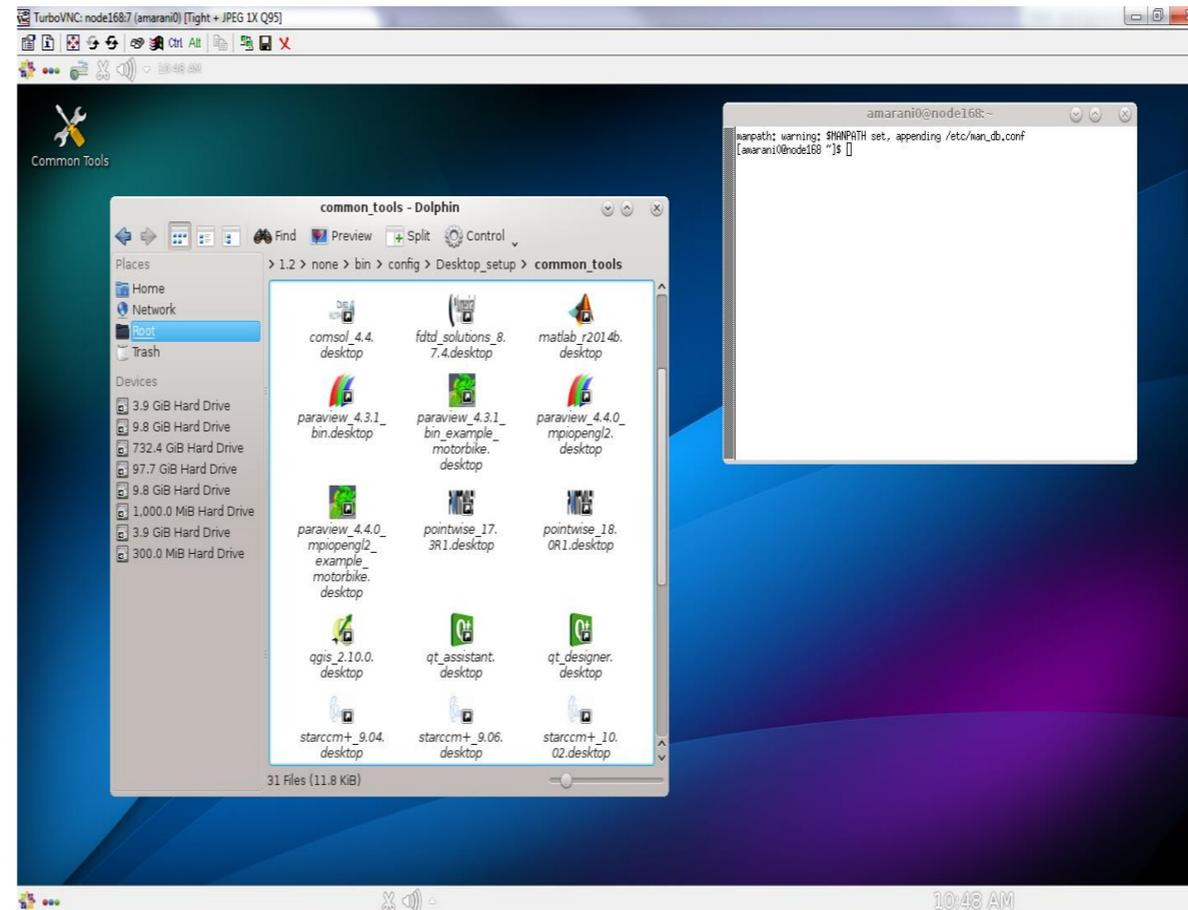 TurboVNC: node168:7 (amarani0) [Tight + JPEG 1X Q95]
Ctrl Alt
10:48 AM
Common Tools
amarani0@node168:~
manpath: warning: $MANPATH set, appending /etc/man_db.conf
[amarani0@node168 ~]$
common_tools - Dolphin
Find Preview Split Control
Places
> 1.2 > none > bin > config > Desktop_setup > common_tools
Home
Network
Root
Trash
Devices
3.9 GiB Hard Drive
9.8 GiB Hard Drive
732.4 GiB Hard Drive
97.7 GiB Hard Drive
9.8 GiB Hard Drive
1,000.0 MiB Hard Drive
3.9 GiB Hard Drive
300.0 MiB Hard Drive
comsol_4.4.
desktop
fdtd_solutions_8.
7.4.desktop
matlab_r2014b.
desktop
paraview_4.3.1_
bin.desktop
paraview_4.3.1_
bin_example_
motorbike.
desktop
paraview_4.4.0_
mpiopengl2.
desktop
paraview_4.4.0_
mpiopengl2_
example_
motorbike.
desktop
pointwise_17.
3R1.desktop
pointwise_18.
0R1.desktop
qgis_2.10.0.
desktop
Qt
qt_assistant.
desktop
Qt
qt_designer.
desktop
starccm+_9.04.
desktop
starccm+_9.06.
desktop
starccm+_10.
02.desktop
31 Files (11.8 KiB)
10:48 AM